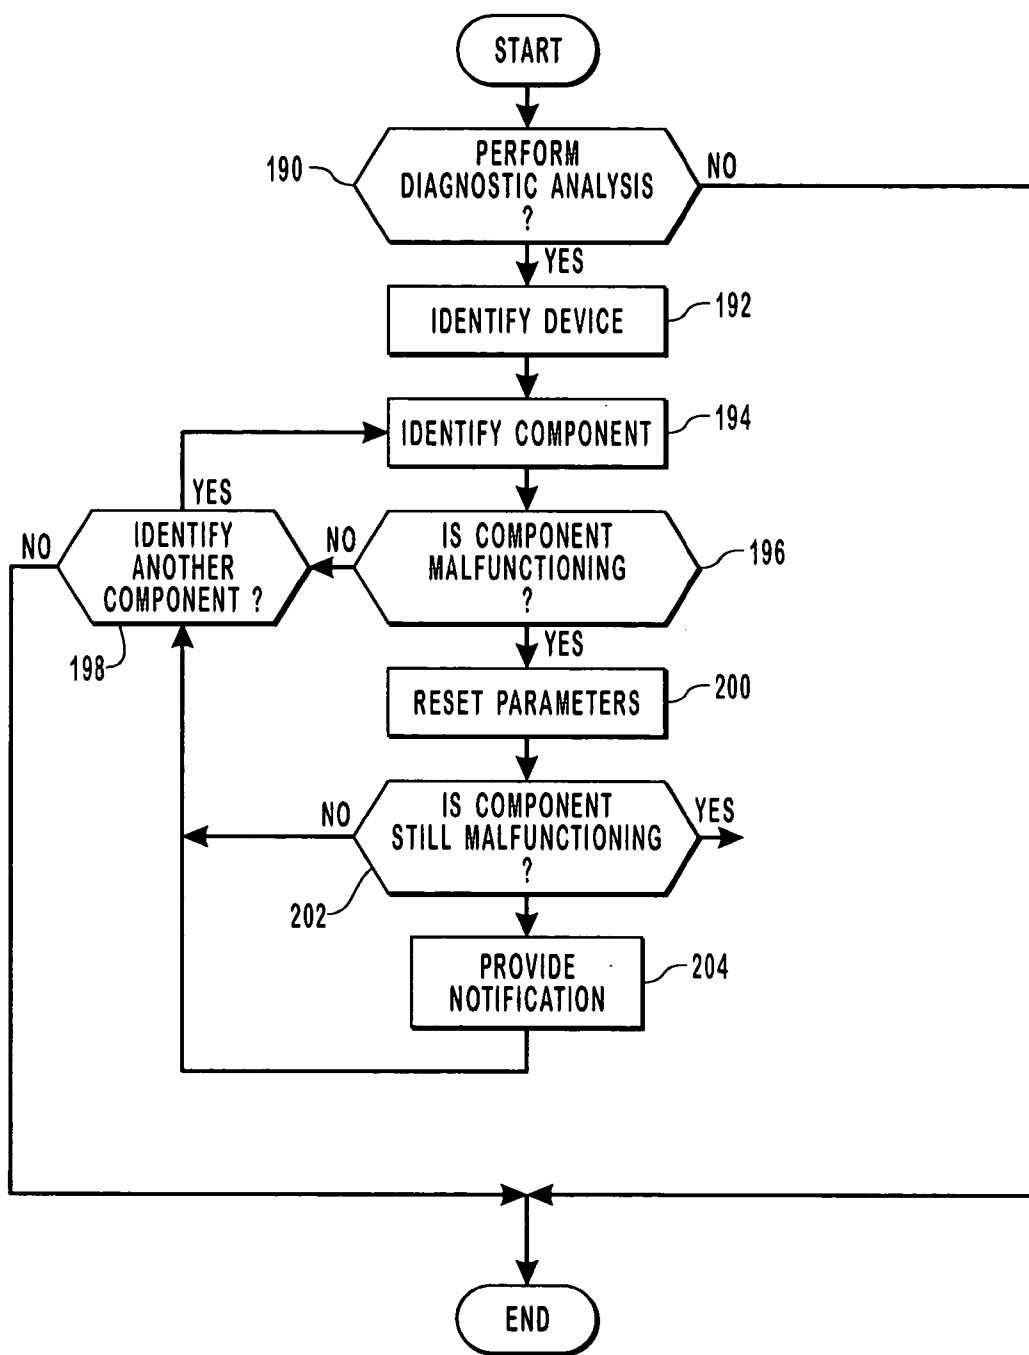 START
PERFORM
DIAGNOSTIC ANALYSIS
?
190
NO
YES
IDENTIFY DEVICE
192
IDENTIFY COMPONENT
194
YES
NO
IDENTIFY
ANOTHER
COMPONENT ?
198
NO
IS COMPONENT
MALFUNCTIONING
?
196
YES
RESET PARAMETERS
200
NO
IS COMPONENT
STILL MALFUNCTIONING
?
YES
202
PROVIDE
NOTIFICATION
204
END